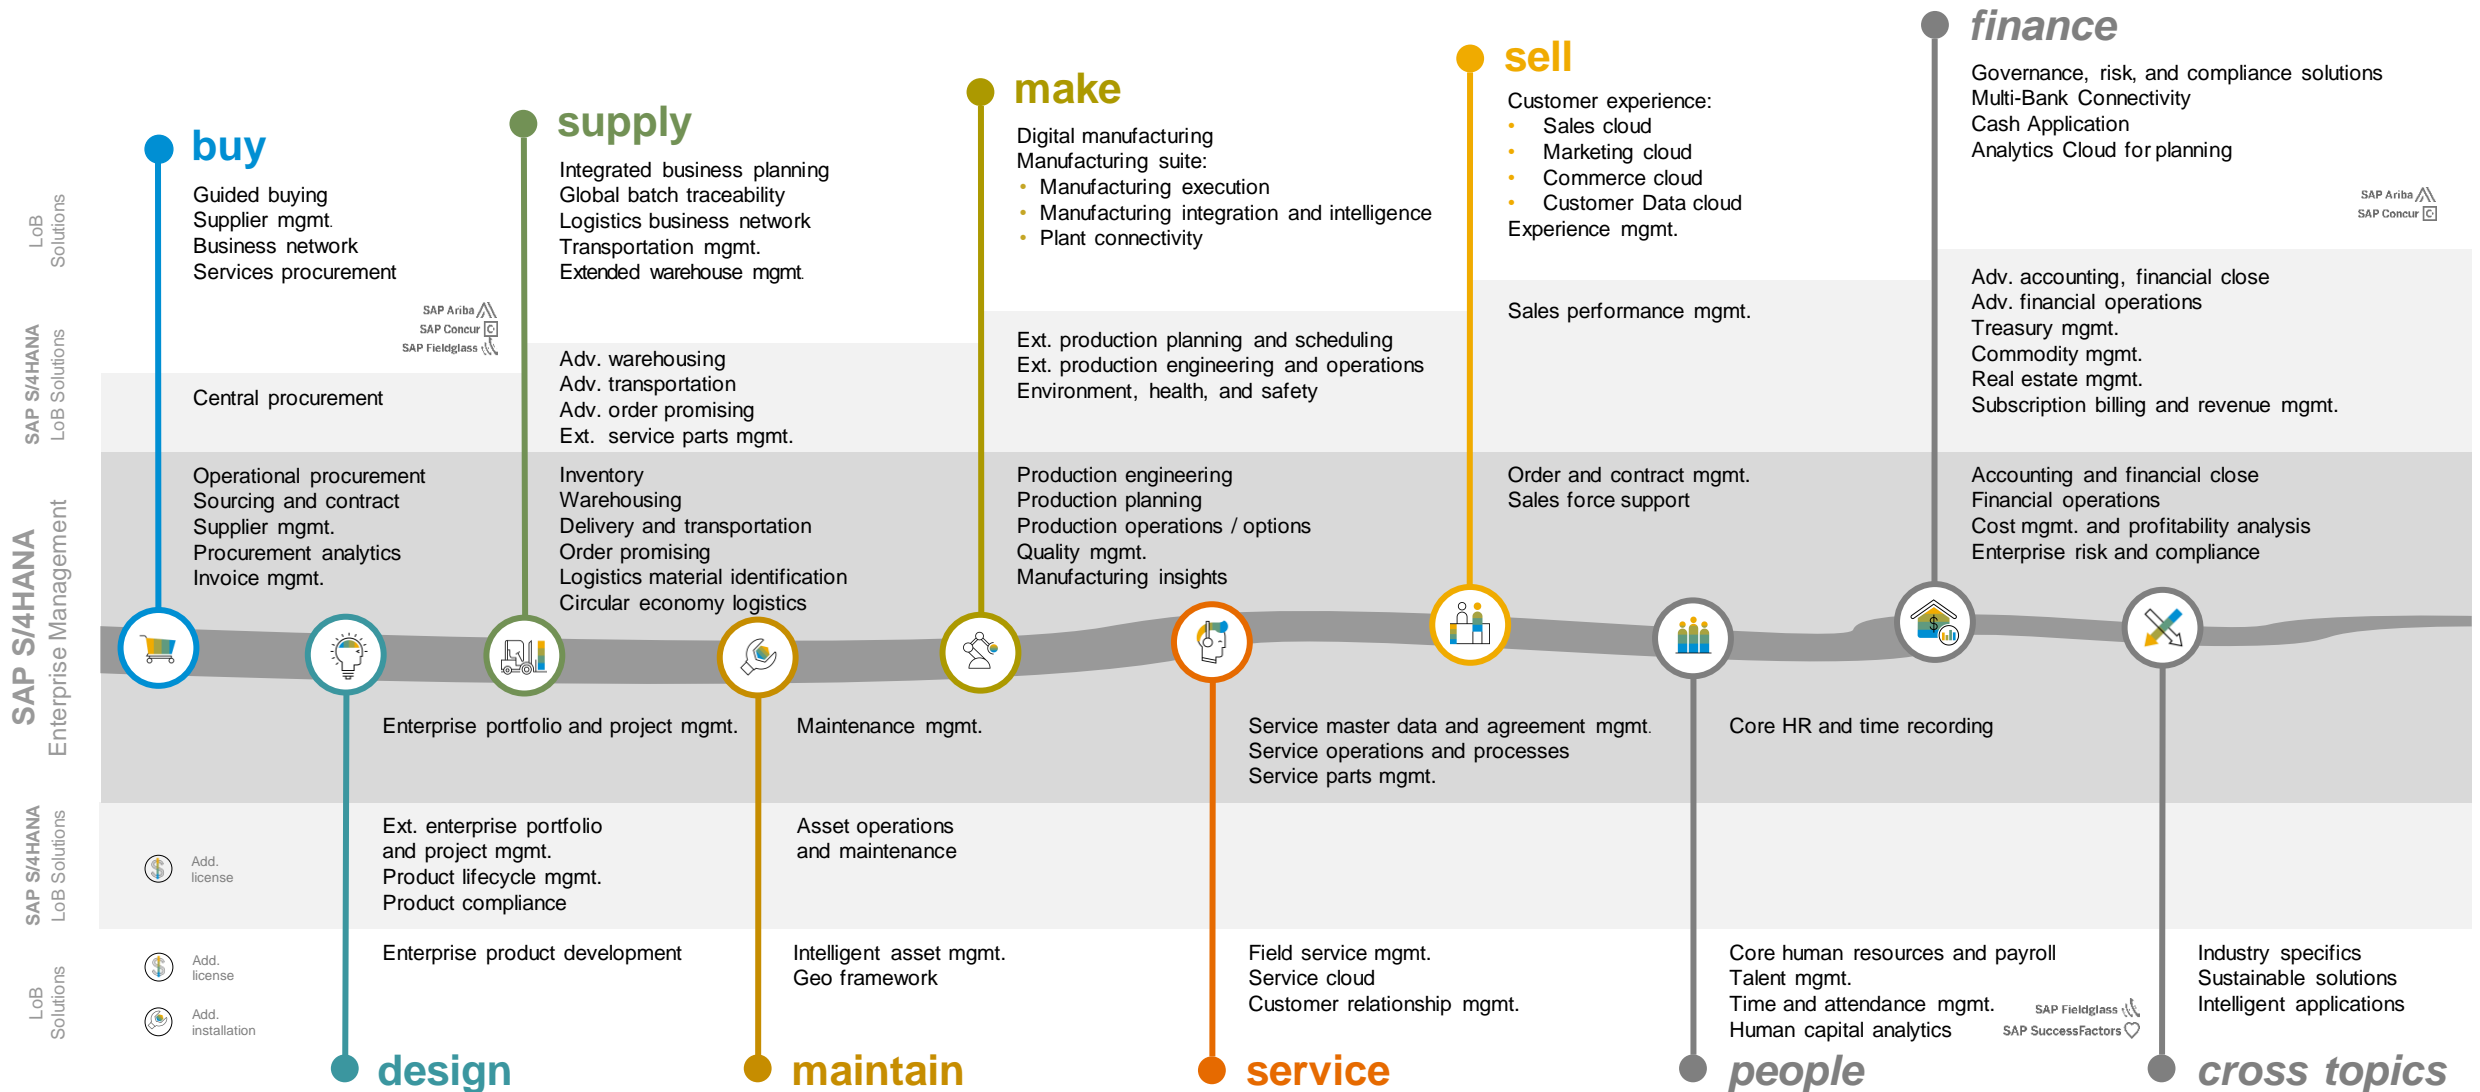 finance
Governance, risk, and compliance solutions
Multi-Bank Connectivity
Cash Application
Analytics Cloud for planning
SAP Ariba
SAP Concur
Adv. accounting, financial close
Adv. financial operations
Treasury mgmt.
Commodity mgmt.
Real estate mgmt.
Subscription billing and revenue mgmt.
Accounting and financial close
Financial operations
Cost mgmt. and profitability analysis
Enterprise risk and compliance
sell
Customer experience:
• Sales cloud
• Marketing cloud
• Commerce cloud
• Customer Data cloud
Experience mgmt.
Sales performance mgmt.
Order and contract mgmt.
Sales force support
make
Digital manufacturing
Manufacturing suite:
• Manufacturing execution
• Manufacturing integration and intelligence
• Plant connectivity
Ext. production planning and scheduling
Ext. production engineering and operations
Environment, health, and safety
Production engineering
Production planning
Production operations / options
Quality mgmt.
Manufacturing insights
supply
Integrated business planning
Global batch traceability
Logistics business network
Transportation mgmt.
Extended warehouse mgmt.
Adv. warehousing
Adv. transportation
Adv. order promising
Ext. service parts mgmt.
Inventory
Warehousing
Delivery and transportation
Order promising
Logistics material identification
Circular economy logistics
buy
Guided buying
Supplier mgmt.
Business network
Services procurement
SAP Ariba
SAP Concur
SAP Fieldglass
Central procurement
Operational procurement
Sourcing and contract
Supplier mgmt.
Procurement analytics
Invoice mgmt.
LoB
Solutions
SAP S/4HANA
LoB Solutions
SAP S/4HANA
Enterprise Management
SAP S/4HANA
LoB Solutions
LoB
Solutions
Add.
license
Add.
license
Add.
installation
Enterprise portfolio and project mgmt.
Ext. enterprise portfolio
and project mgmt.
Product lifecycle mgmt.
Product compliance
Enterprise product development
design
Maintenance mgmt.
Asset operations
and maintenance
Intelligent asset mgmt.
Geo framework
maintain
Service master data and agreement mgmt.
Service operations and processes
Service parts mgmt.
Field service mgmt.
Service cloud
Customer relationship mgmt.
service
Core HR and time recording
Core human resources and payroll
Talent mgmt.
Time and attendance mgmt.
Human capital analytics
SAP Fieldglass
SAP SuccessFactors
people
Industry specifics
Sustainable solutions
Intelligent applications
cross topics